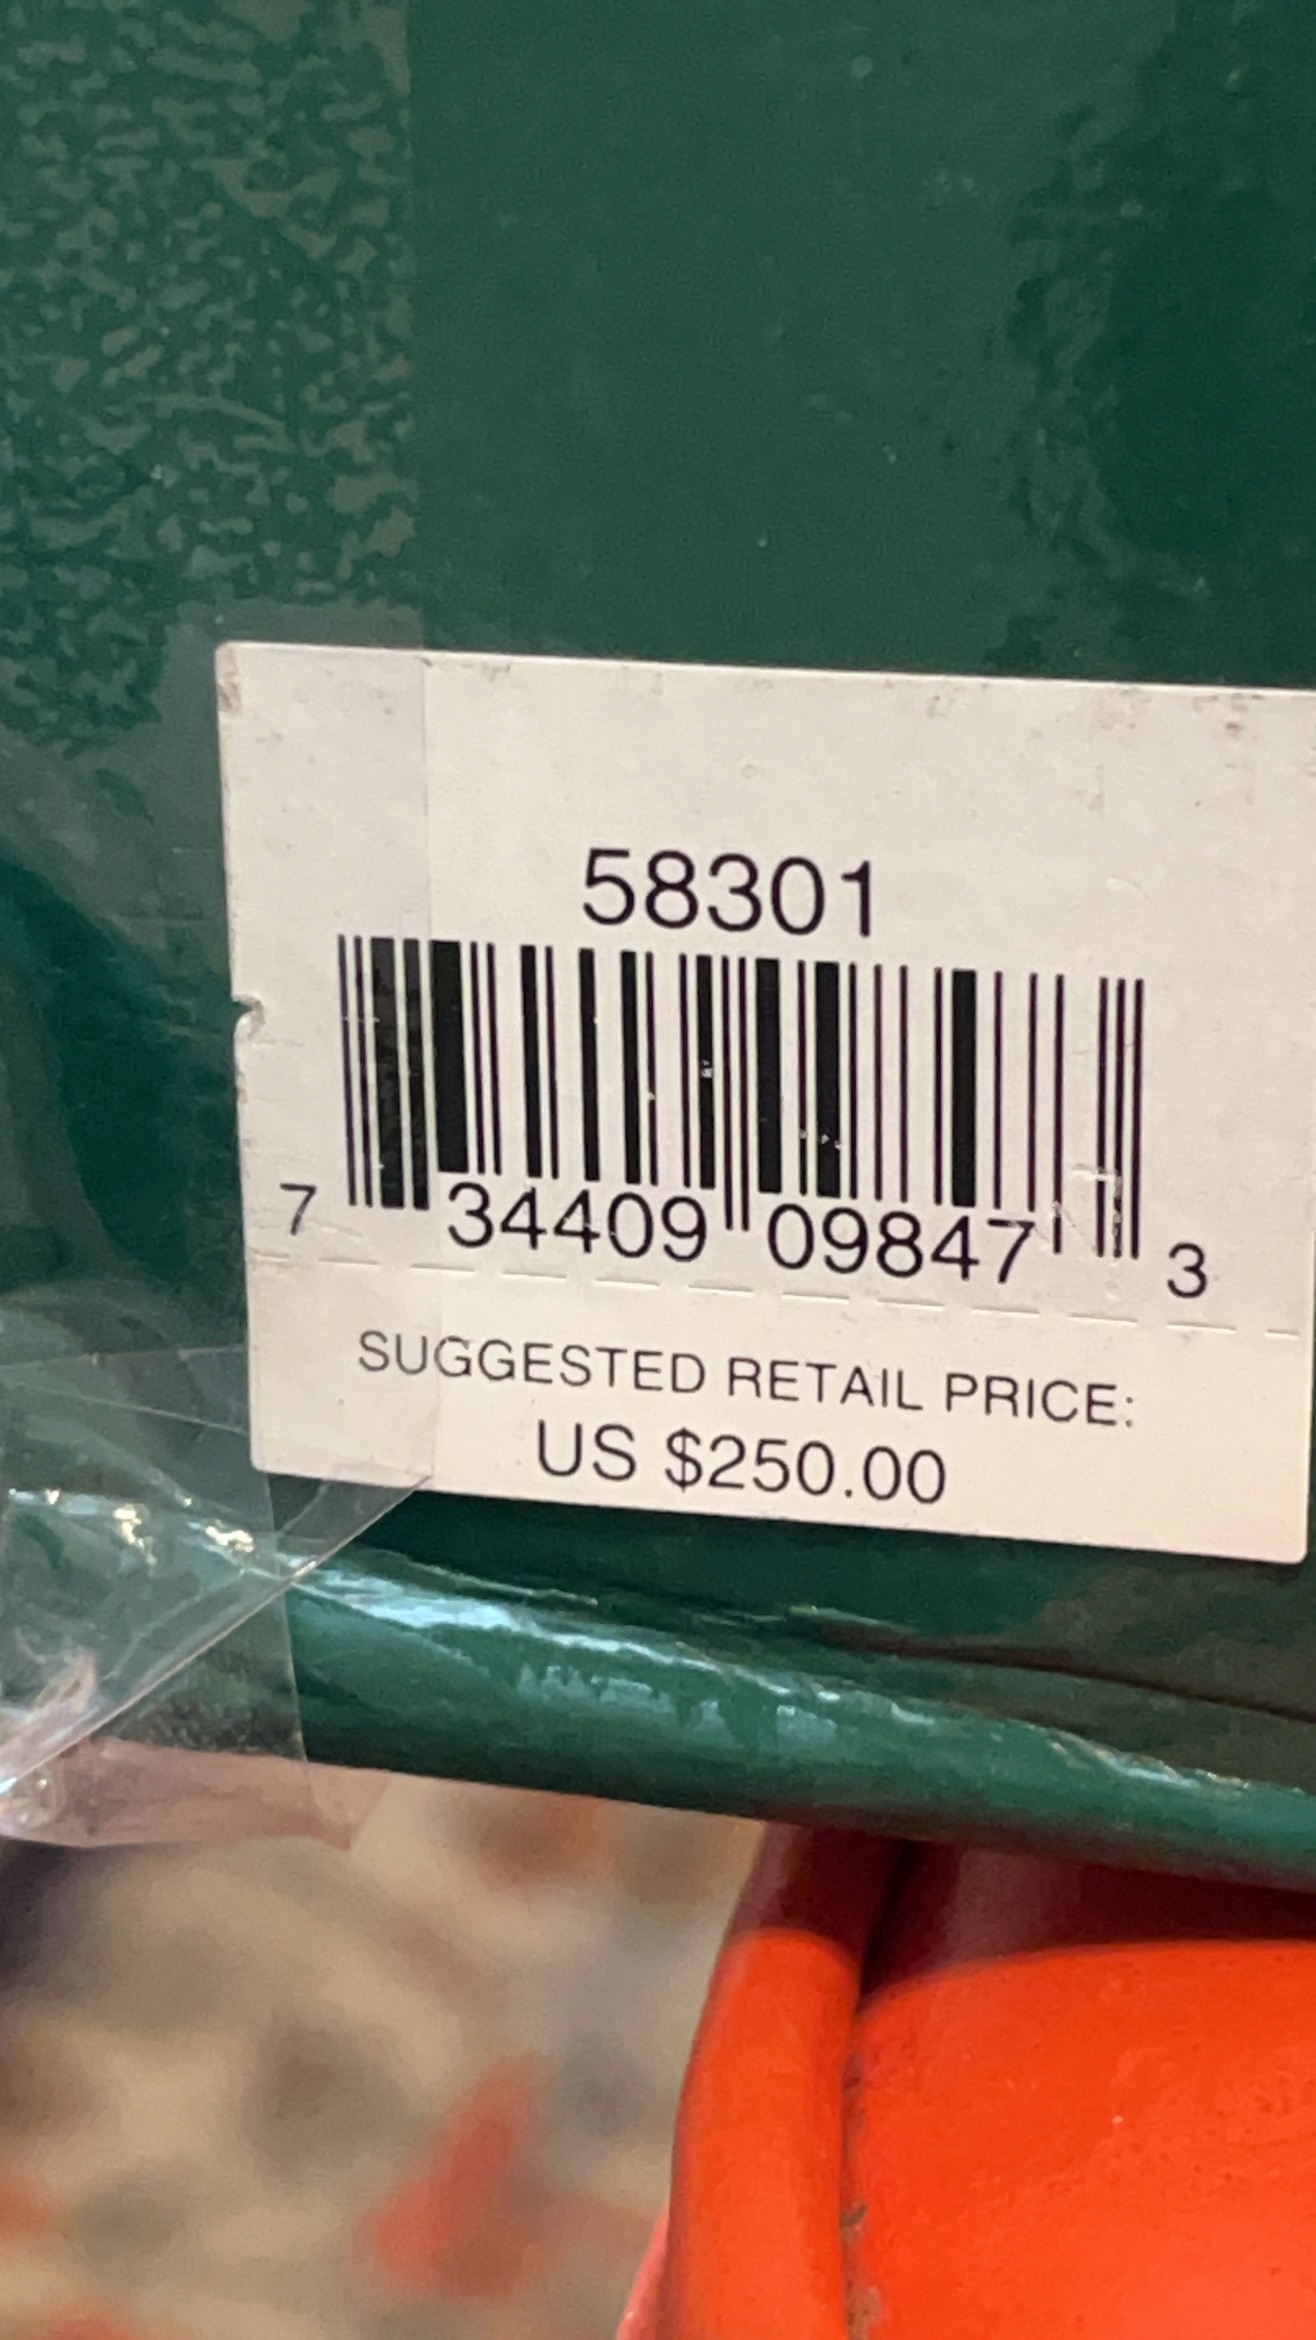 58301
7 34409 09847 3
SUGGESTED RETAIL PRICE:
US $250.00